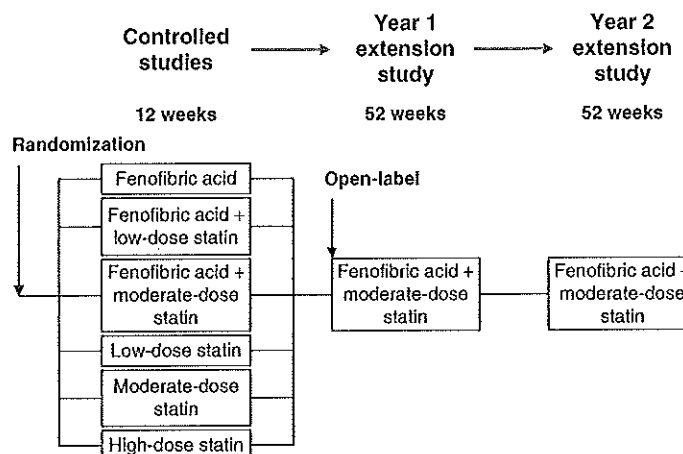 Controlled
studies
Year 1
extension
study
Year 2
extension
study
12 weeks
52 weeks
52 weeks
Randomization
Open-label
Fenofibric acid
Fenofibric acid +
low-dose statin
Fenofibric acid +
moderate-dose
statin
Low-dose statin
Moderate-dose
statin
High-dose statin
Fenofibric acid +
moderate-dose
statin
Fenofibric acid
moderate-dose
statin